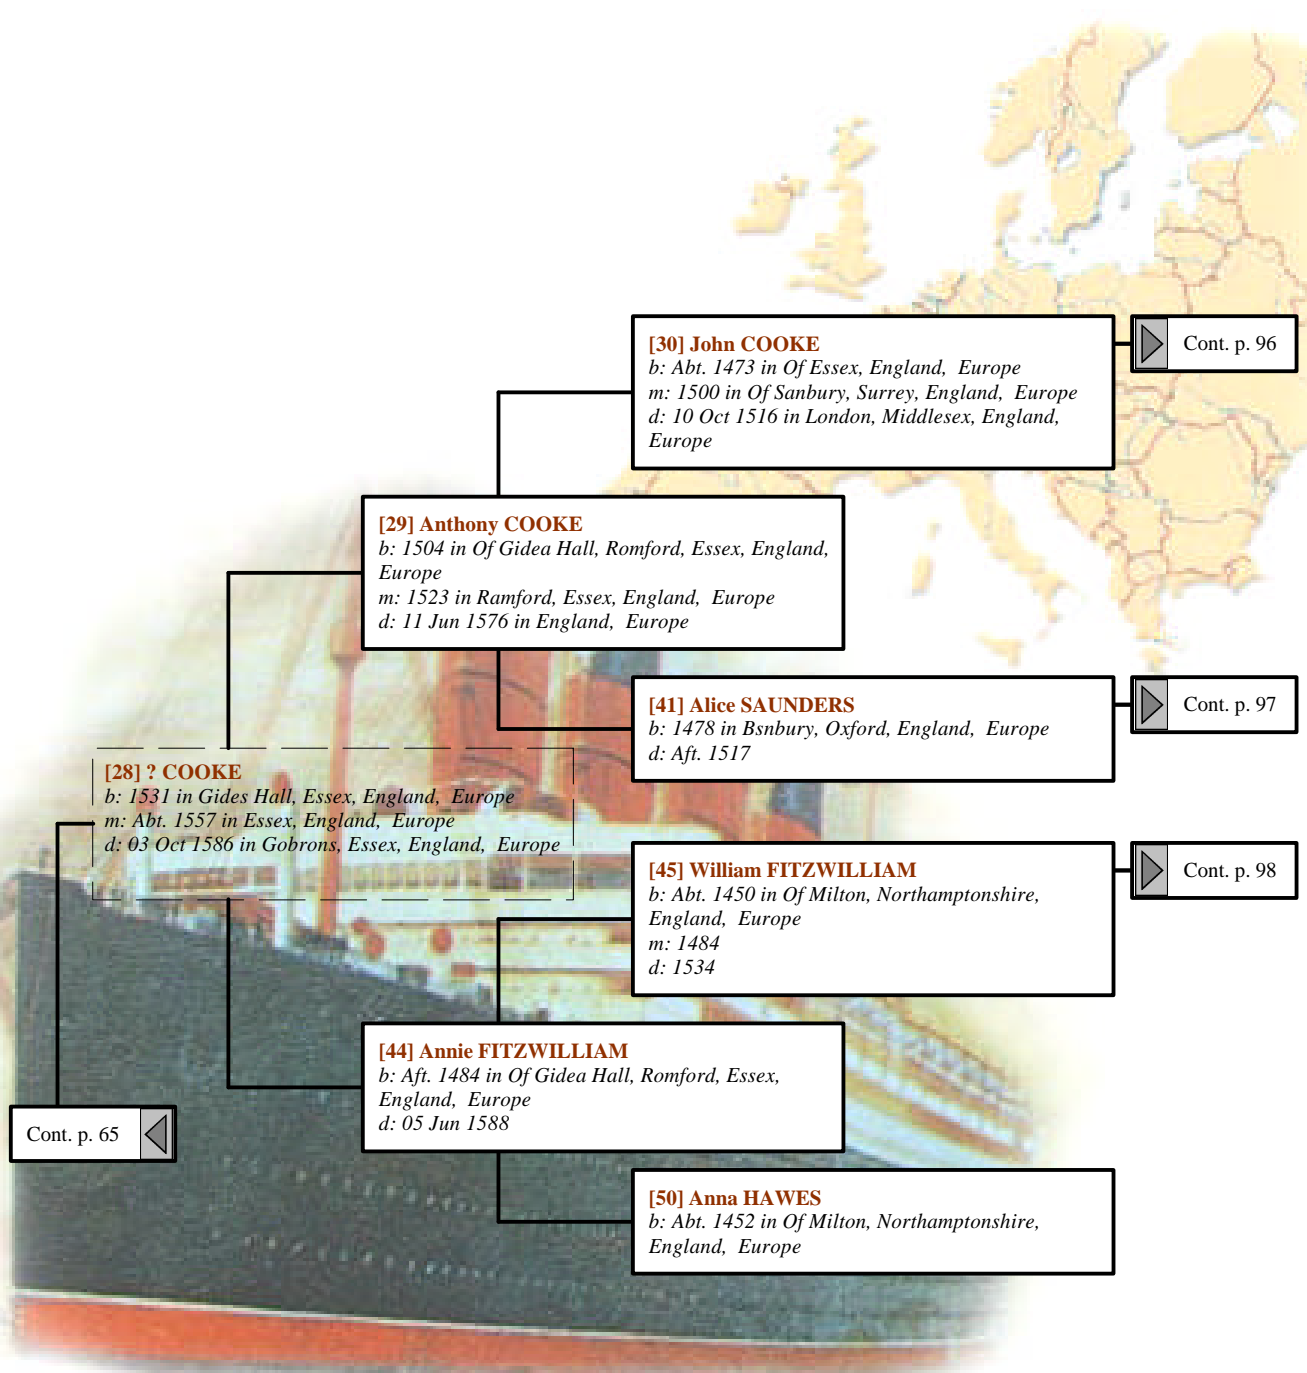 [30] John COOKE
b: Abt. 1473 in Of Essex, England, Europe
m: 1500 in Of Sanbury, Surrey, England, Europe
d: 10 Oct 1516 in London, Middlesex, England,
Europe
Cont. p. 96
[29] Anthony COOKE
b: 1504 in Of Gidea Hall, Romford, Essex, England,
Europe
m: 1523 in Ramford, Essex, England, Europe
d: 11 Jun 1576 in England, Europe
[41] Alice SAUNDERS
b: 1478 in Bsnbury, Oxford, England, Europe
d: Aft. 1517
Cont. p. 97
[28] ? COOKE
b: 1531 in Gides Hall, Essex, England, Europe
m: Abt. 1557 in Essex, England, Europe
d: 03 Oct 1586 in Gobrons, Essex, England, Europe
[45] William FITZWILLIAM
b: Abt. 1450 in Of Milton, Northamptonshire,
England, Europe
m: 1484
d: 1534
Cont. p. 98
[44] Annie FITZWILLIAM
b: Aft. 1484 in Of Gidea Hall, Romford, Essex,
England, Europe
d: 05 Jun 1588
Cont. p. 65
[50] Anna HAWES
b: Abt. 1452 in Of Milton, Northamptonshire,
England, Europe